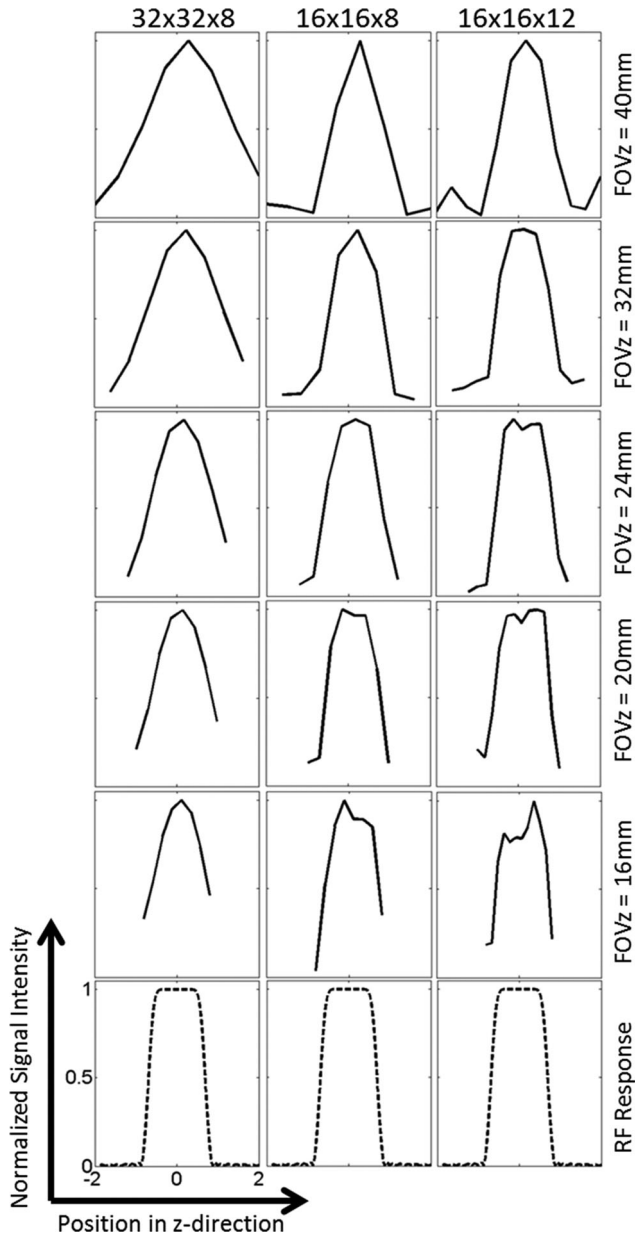 32x32x8 16x16x8 16x16x12
FOVz = 40mm
FOVz = 32mm
FOVz = 24mm
FOVz = 20mm
FOVz = 16mm
RF Response
Normalized Signal Intensity
1
0.5
0
-2 0 2
Position in z-direction